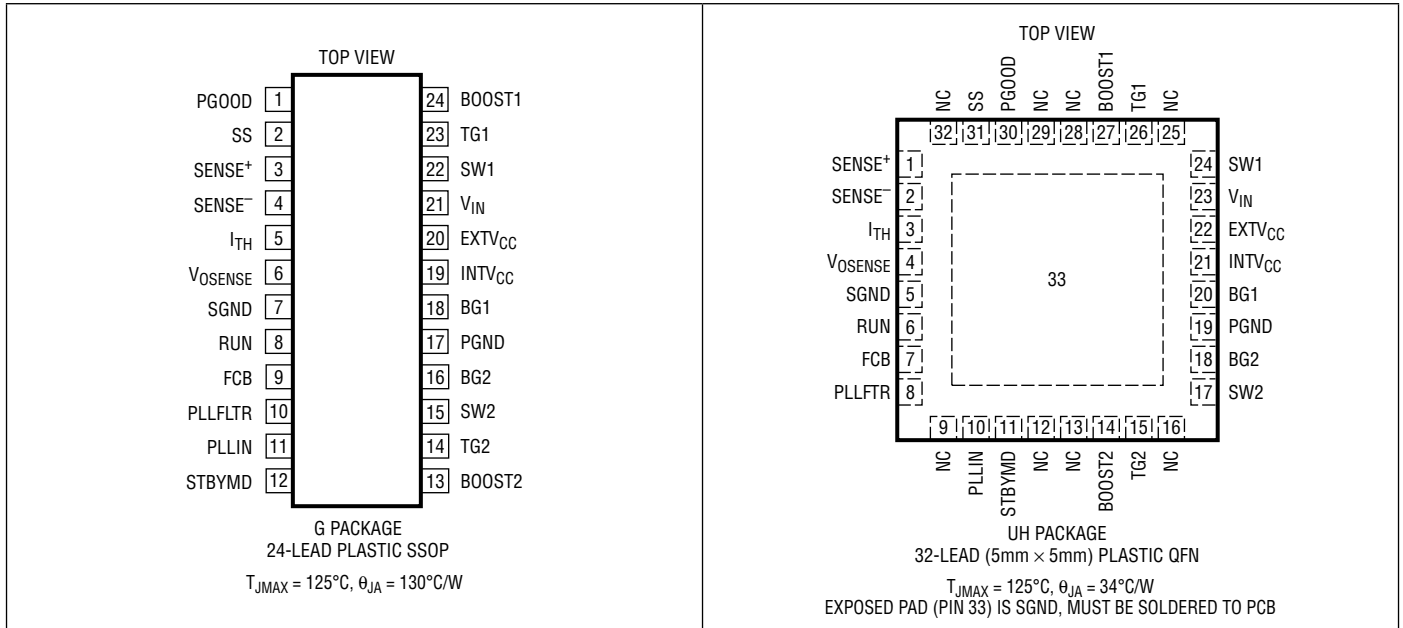 TOP VIEW
PGOOD 1
SS 2
SENSE+ 3
SENSE– 4
ITH 5
VOSENSE 6
SGND 7
RUN 8
FCB 9
PLLFLTR 10
PLLIN 11
STBYMD 12
24 BOOST1
23 TG1
22 SW1
21 VIN
20 EXTVCC
19 INTVCC
18 BG1
17 PGND
16 BG2
15 SW2
14 TG2
13 BOOST2
G PACKAGE
24-LEAD PLASTIC SSOP
TJMAX = 125°C, θJA = 130°C/W
TOP VIEW
NC SS PGOOD NC NC BOOST1 TG1 NC
32 31 30 29 28 27 26 25
SENSE+ 1
SENSE– 2
ITH 3
VOSENSE 4
SGND 5
RUN 6
FCB 7
PLLFTR 8
33
24 SW1
23 VIN
22 EXTVCC
21 INTVCC
20 BG1
19 PGND
18 BG2
17 SW2
9 10 11 12 13 14 15 16
NC PLLIN STBYMD NC NC BOOST2 TG2 NC
UH PACKAGE
32-LEAD (5mm × 5mm) PLASTIC QFN
TJMAX = 125°C, θJA = 34°C/W
EXPOSED PAD (PIN 33) IS SGND, MUST BE SOLDERED TO PCB